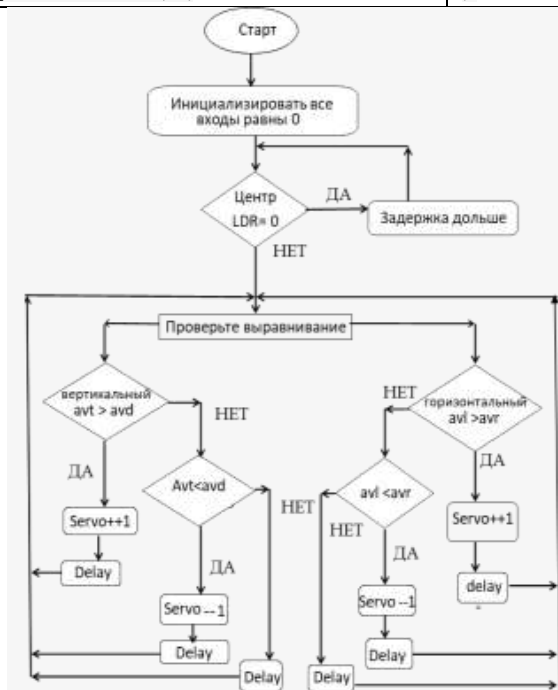 Старт
Инициализировать все
входы равны 0
Центр
LDR= 0
ДА
Задержка дольше
НЕТ
Проверьте выравнивание
вертикальный
avt > avd
НЕТ
ДА
Servo++1
Delay
Avt<avd
НЕТ
ДА
Servo --1
Delay
Delay
горизонтальный
avl >avr
НЕТ
ДА
Servo++1
delay
avl <avr
НЕТ
ДА
Servo --1
Delay
Delay